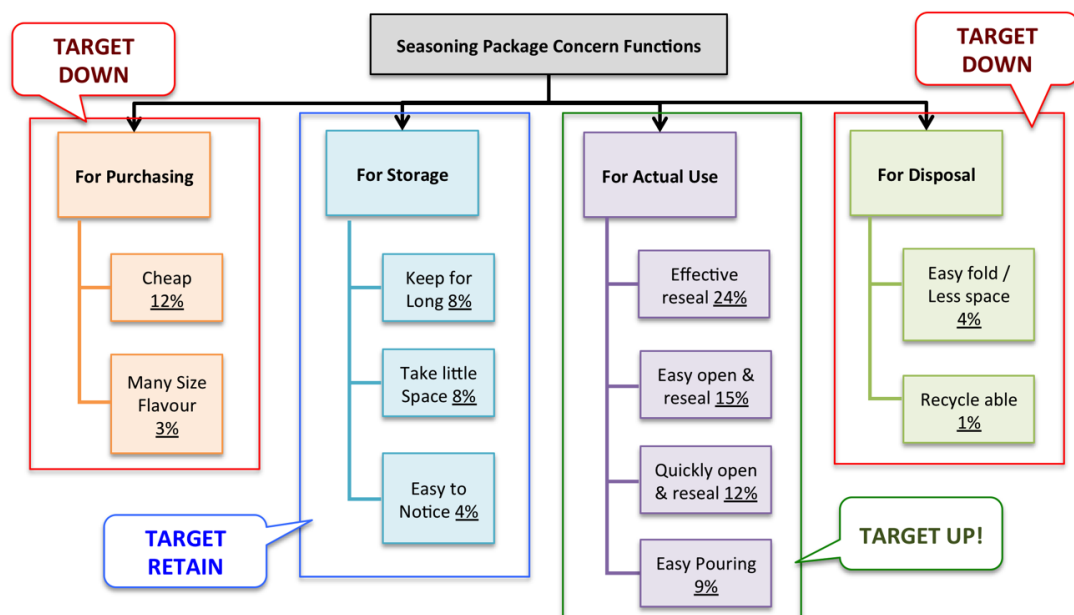 TARGET
DOWN
Seasoning Package Concern Functions
TARGET
DOWN
For Purchasing
Cheap
12%
Many Size
Flavour
3%
For Storage
Keep for
Long 8%
Take little
Space 8%
Easy to
Notice 4%
TARGET
RETAIN
For Actual Use
Effective
reseal 24%
Easy open &
reseal 15%
Quickly open
& reseal 12%
Easy Pouring
9%
TARGET UP!
For Disposal
Easy fold /
Less space
4%
Recycle able
1%